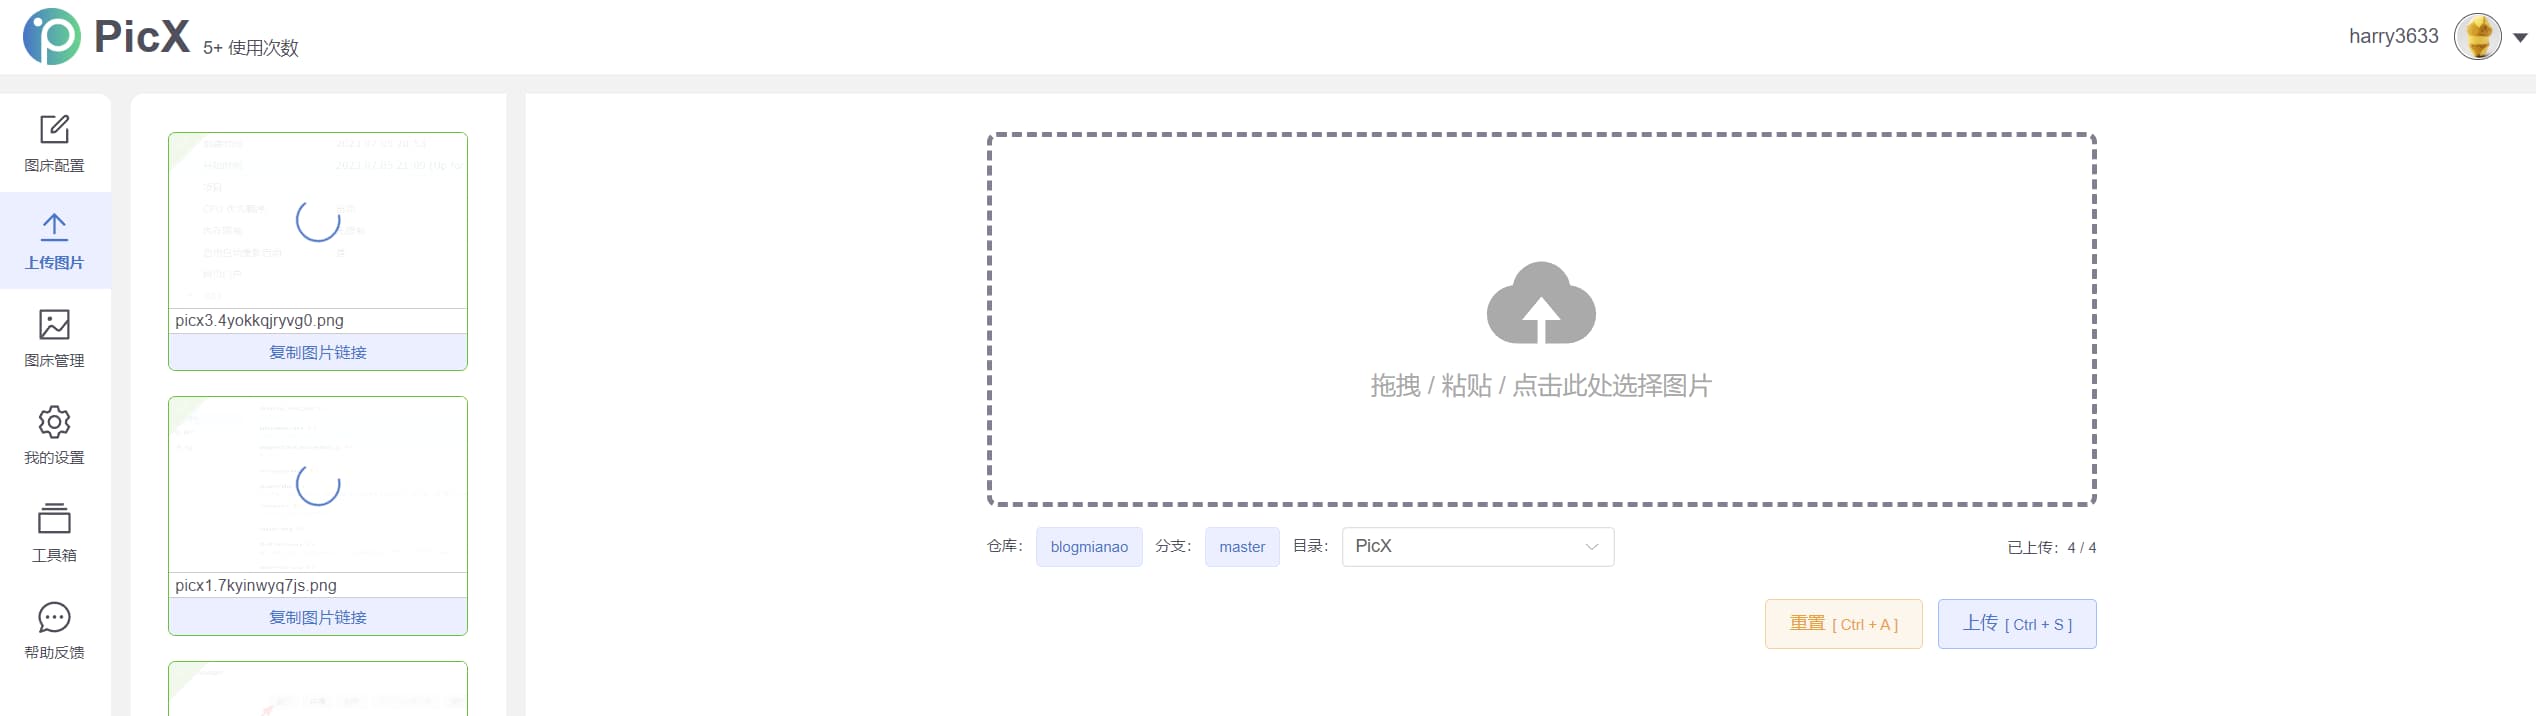 PicX 5+ 使用次数
harry3633
图床配置
上传图片
图床管理
我的设置
工具箱
帮助反馈
picx3.4yokkqjryvg0.png
复制图片链接
picx1.7kyinwyq7js.png
复制图片链接
拖拽 / 粘贴 / 点击此处选择图片
仓库： blogmianao 分支： master 目录： PicX 已上传：4 / 4
重置 [ Ctrl + A ] 上传 [ Ctrl + S ]